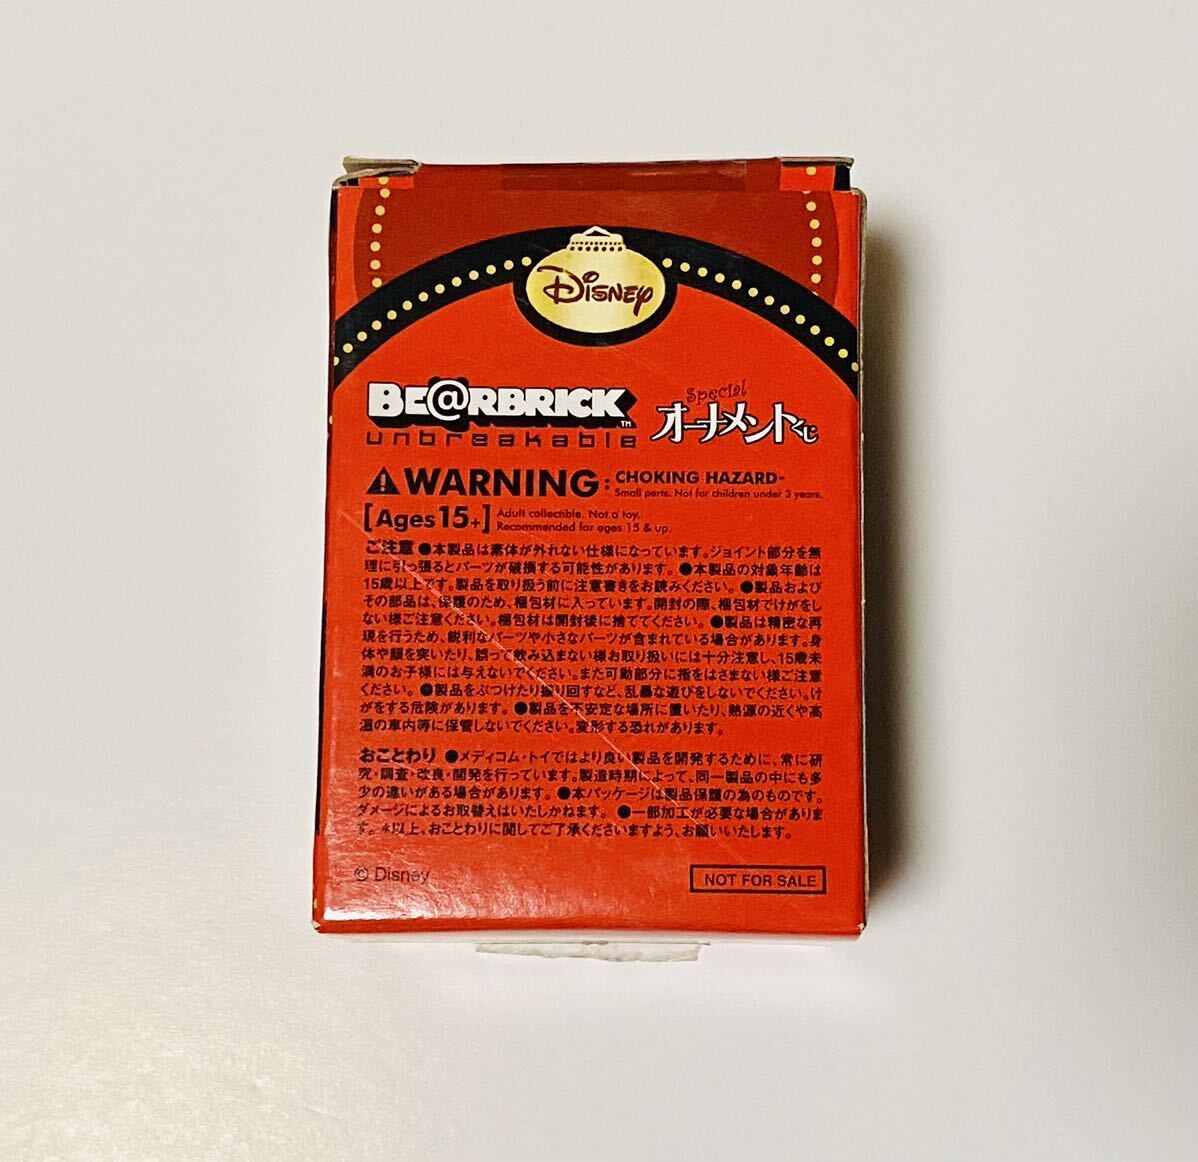 DISNEY
BE@RBRICK TM
unbreakable
Special
オーナメントくじ
⚠WARNING: CHOKING HAZARD-
Small parts. Not for children under 3 years.
[Ages 15+] Adult collectible. Not a toy.
Recommended for ages 15 & up.
ご注意 ●本製品は素体が外れない仕様になっています。ジョイント部分を無
理に引っ張るとパーツが破損する可能性があります。 ●本製品の対象年齢は
15歳以上です。製品を取り扱う前に注意書きをお読みください。 ●製品および
その部品は、保護のため、梱包材に入っています。開封の際、梱包材でけがをし
ない様ご注意ください。梱包材は開封後に捨ててください。 ●製品は精密な再
現を行うため、鋭利なパーツや小さなパーツが含まれている場合があります。身
体や顔を突いたり、誤って飲み込まない様お取り扱いには十分注意し、15歳未
満のお子様には与えないでください。また可動部分に指をはさまない様ご注意
ください。 ●製品をぶつけたり振り回すなど、乱暴な遊びをしないでください。け
がをする危険があります。 ●製品を不安定な場所に置いたり、熱源の近くや高
温の車内等に保管しないでください。変形する恐れがあります。
おことわり ●メディコム・トイではより良い製品を開発するために、常に研
究・調査・改良・開発を行っています。製造時期によって、同一製品の中にも多
少の違いがある場合があります。 ●本パッケージは製品保護の為のものです。
ダメージによるお取替えはいたしかねます。 ●一部加工が必要な場合がありま
す。 *以上、おことわりに関してご了承くださいますよう、お願いいたします。
© Disney
NOT FOR SALE